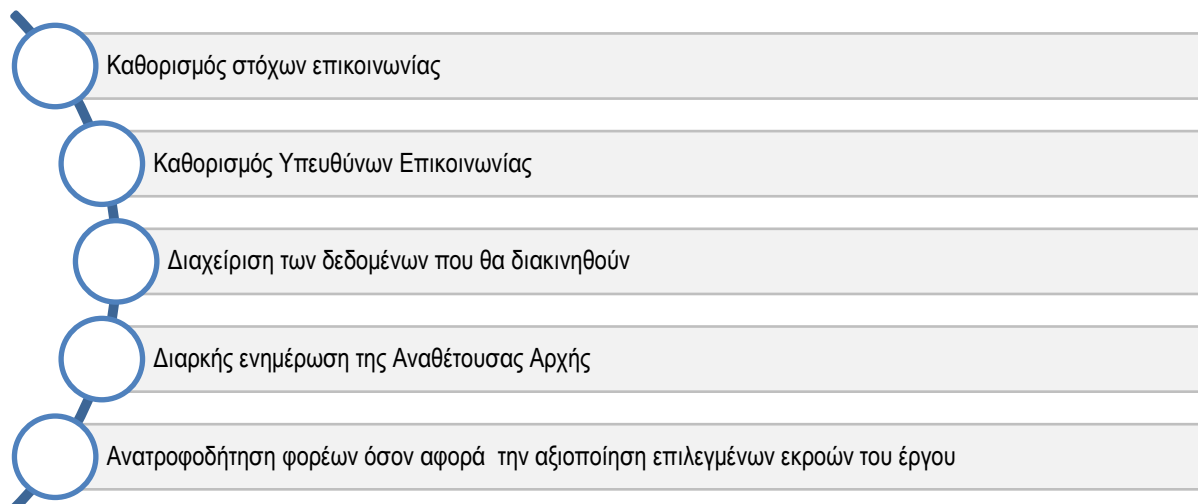 Καθορισμός στόχων επικοινωνίας
Καθορισμός Υπευθύνων Επικοινωνίας
Διαχείριση των δεδομένων που θα διακινηθούν
Διαρκής ενημέρωση της Αναθέτουσας Αρχής
Ανατροφοδήτηση φορέων όσον αφορά  την αξιοποίηση επιλεγμένων εκροών του έργου